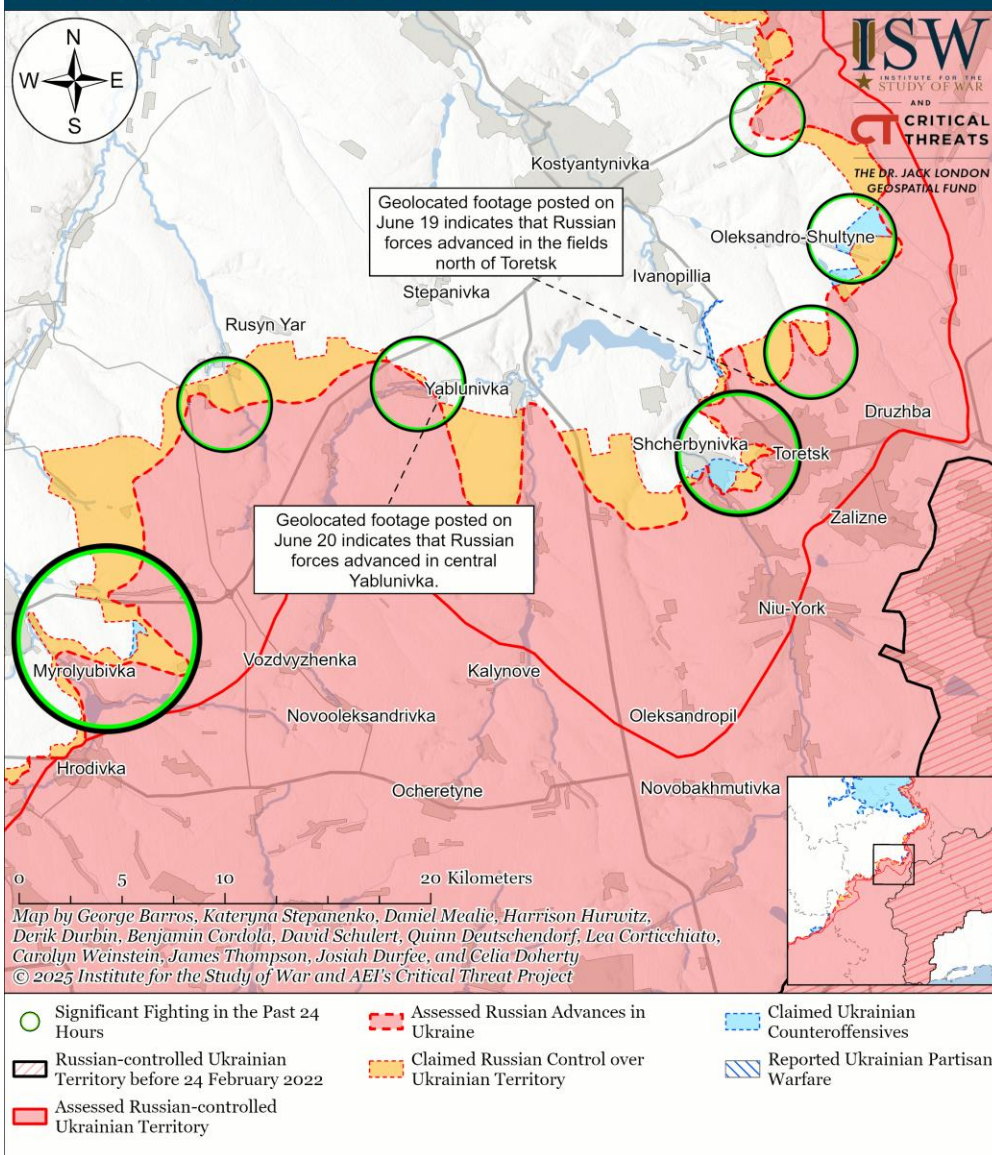 N
W
E
S
ISW
INSTITUTE FOR THE
STUDY OF WAR
AND
CT CRITICAL
THREATS
THE DR. JACK LONDON
GEOSPATIAL FUND
Kostyantynivka
Geolocated footage posted on
June 19 indicates that Russian
forces advanced in the fields
north of Toretsk
Oleksandro-Shultyne
Ivanopillia
Stepanivka
Rusyn Yar
Yablunivka
Druzhba
Shcherbynivka
Toretsk
Geolocated footage posted on
June 20 indicates that Russian
forces advanced in central
Yablunivka.
Zalizne
Niu-York
Vozdvyzhenka
Myrolyubivka
Kalynove
Novooleksandrivka
Oleksandropil
Hrodivka
Ocheretyne
Novobakhmutivka
0 5 10 20 Kilometers
Map by George Barros, Kateryna Stepanenko, Daniel Mealie, Harrison Hurwitz,
Derik Durbin, Benjamin Cordola, David Schulert, Quinn Deutschendorf, Lea Corticchiato,
Carolyn Weinstein, James Thompson, Josiah Durfee, and Celia Doherty
© 2025 Institute for the Study of War and AEI's Critical Threat Project
Significant Fighting in the Past 24
Hours
Russian-controlled Ukrainian
Territory before 24 February 2022
Assessed Russian-controlled
Ukrainian Territory
Assessed Russian Advances in
Ukraine
Claimed Russian Control over
Ukrainian Territory
Claimed Ukrainian
Counteroffensives
Reported Ukrainian Partisan
Warfare